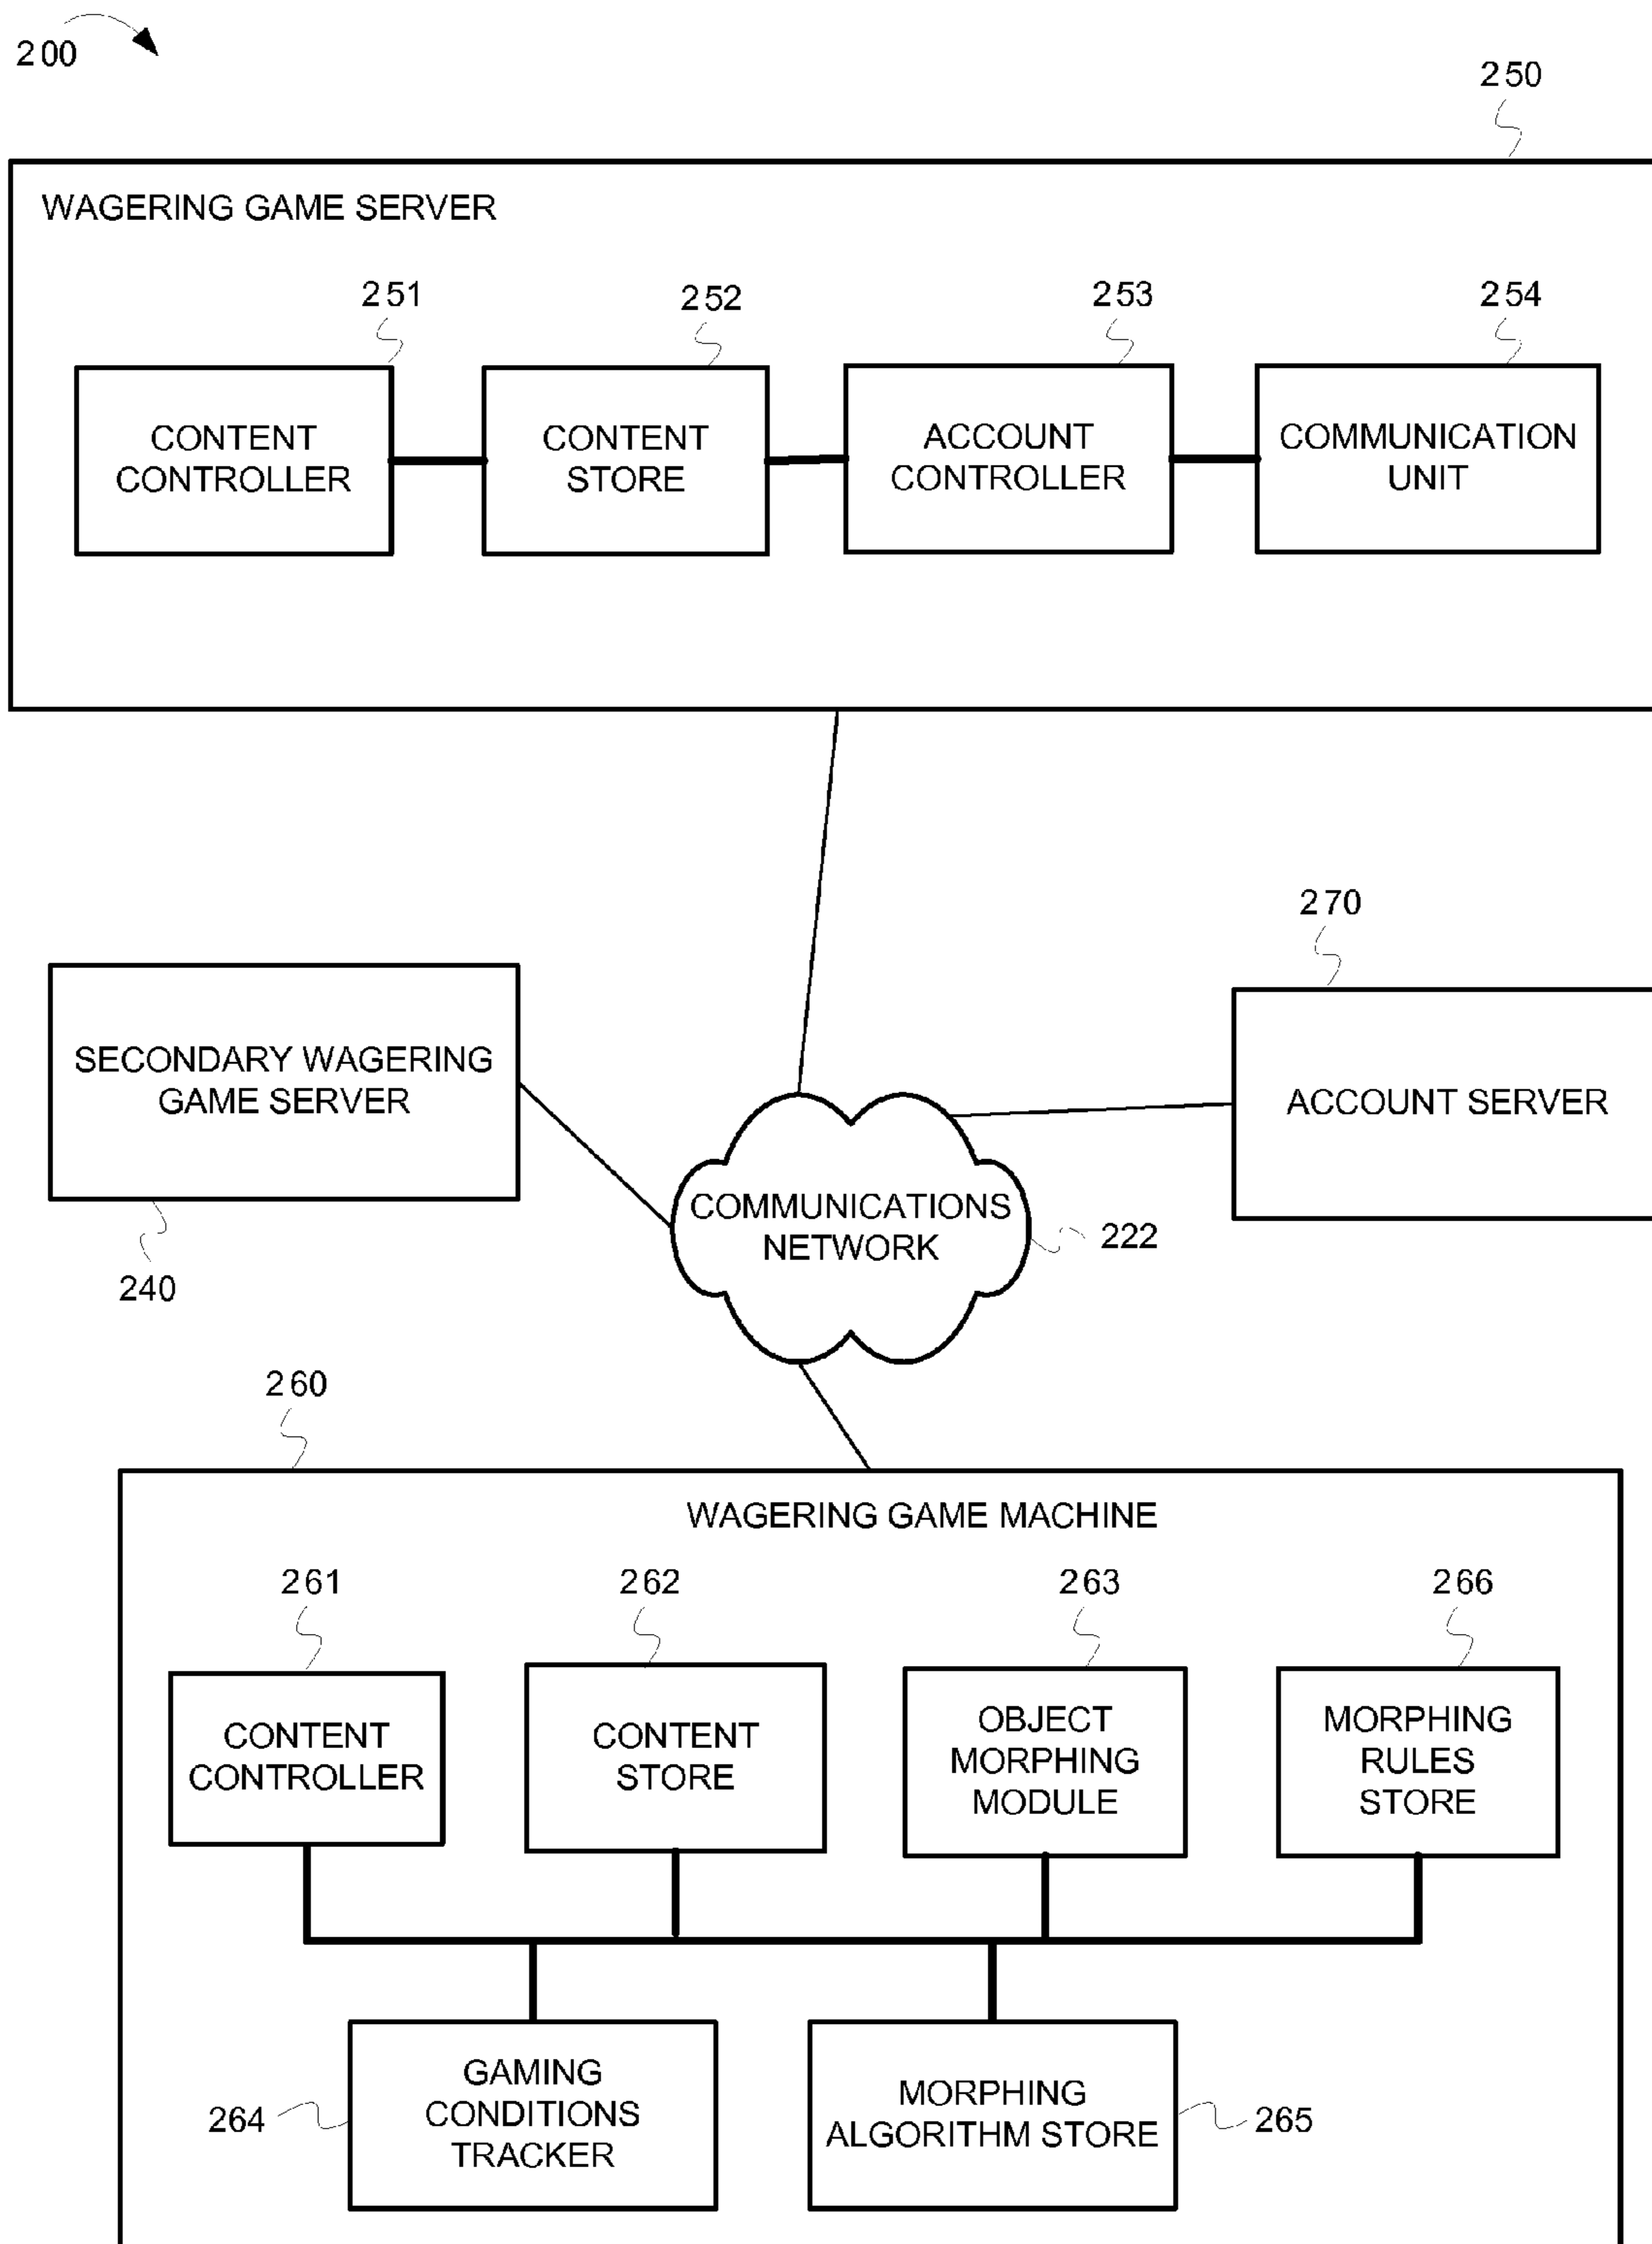 200
250
WAGERING GAME SERVER
251
252
253
254
CONTENT
CONTROLLER
CONTENT
STORE
ACCOUNT
CONTROLLER
COMMUNICATION
UNIT
270
SECONDARY WAGERING
GAME SERVER
ACCOUNT SERVER
COMMUNICATIONS
NETWORK
222
240
260
WAGERING GAME MACHINE
261
262
263
266
CONTENT
CONTROLLER
CONTENT
STORE
OBJECT
MORPHING
MODULE
MORPHING
RULES
STORE
264
GAMING
CONDITIONS
TRACKER
MORPHING
ALGORITHM STORE
265